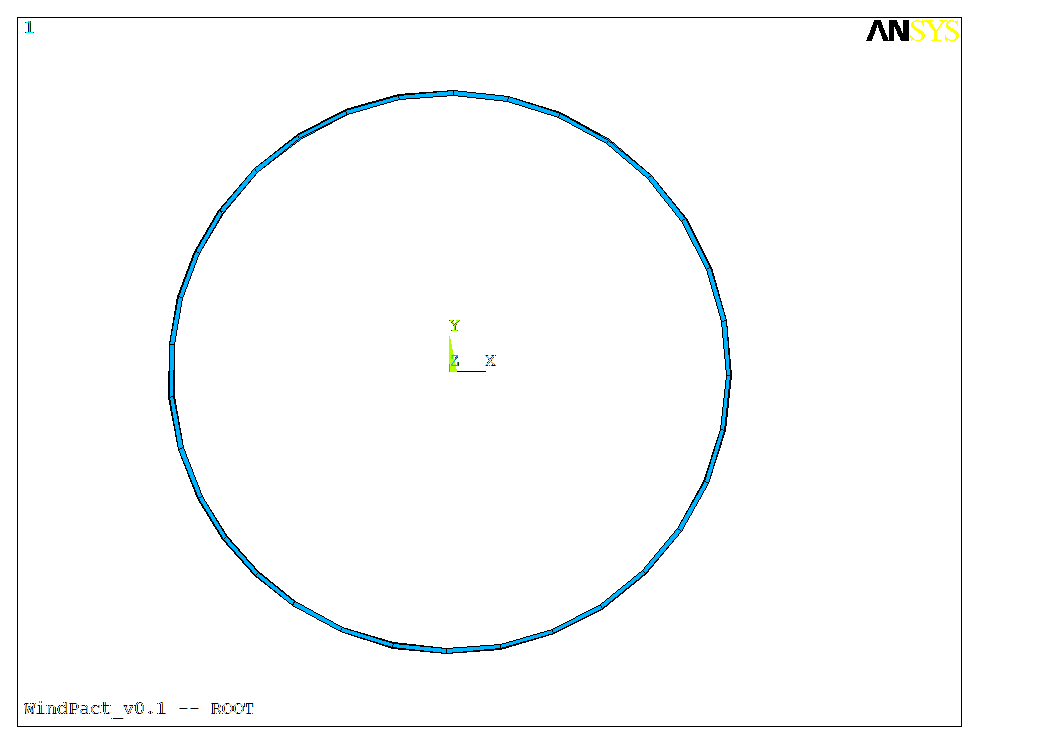 1
ANSYS
Y
Z X
WindPact_v0.1 -- ROOT